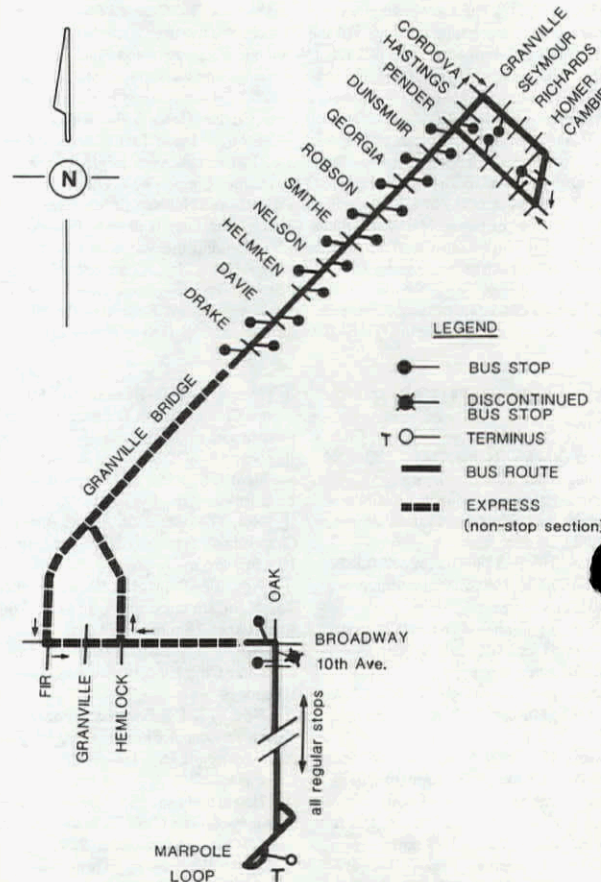 CORDOVA
HASTINGS
PENDER
DUNSMUIR
GEORGIA
ROBSON
SMITHE
NELSON
HELMKEN
DAVIE
DRAKE
GRANVILLE
SEYMOUR
RICHARDS
HOMER
CAMBIE
N
LEGEND
BUS STOP
DISCONTINUED
BUS STOP
T TERMINUS
BUS ROUTE
EXPRESS
(non-stop section)
GRANVILLE BRIDGE
OAK
BROADWAY
10th Ave.
FIR
GRANVILLE
HEMLOCK
all regular stops
MARPOLE
LOOP
T